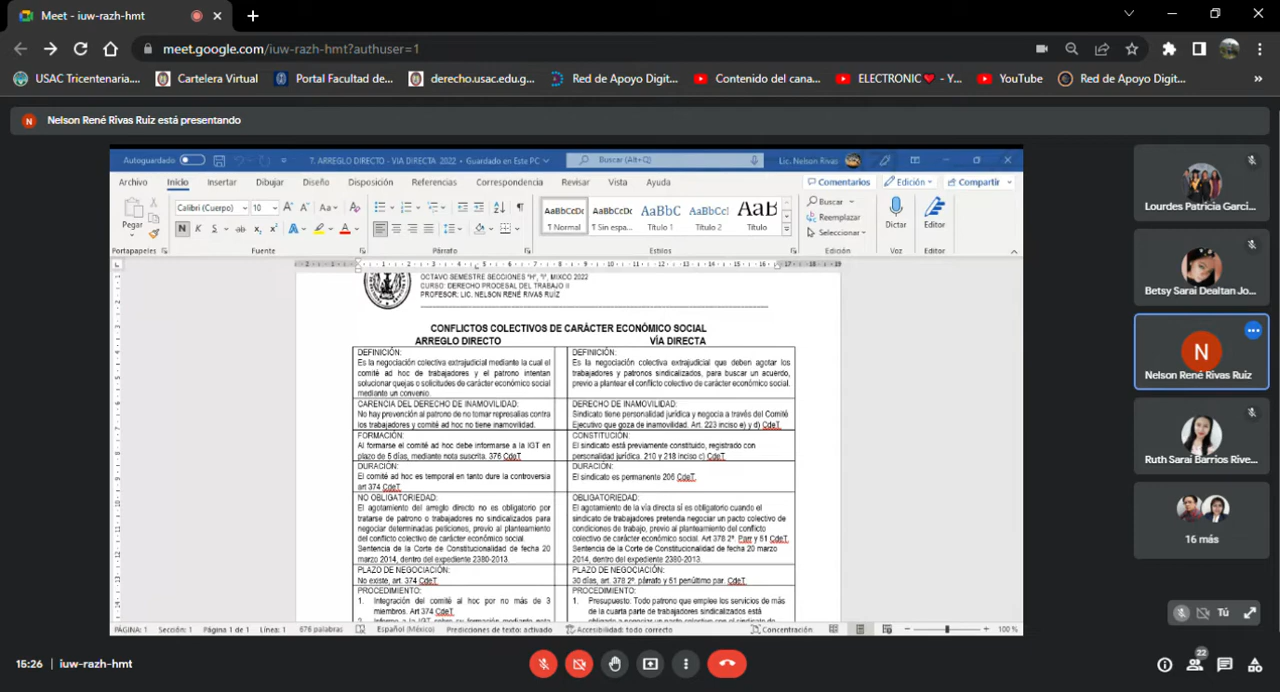 Meet - iuw-razh-hmt
meet.google.com/iuw-razh-hmt?authuser=1
USAC Tricentenaria....
Cartelera Virtual
Portal Facultad de...
derecho.usac.edu.g...
Red de Apoyo Digit...
Contenido del cana...
ELECTRONIC❤ - Y...
YouTube
Red de Apoyo Digit...
»
N Nelson René Rivas Ruiz está presentando
Autoguardado
7. ARREGLO DIRECTO - VIA DIRECTA 2022 • Guardado en Este PC
Buscar (Alt+Q)
Lic. Nelson Rivas
Archivo Inicio Insertar Dibujar Diseño Disposición Referencias Correspondencia Revisar Vista Ayuda
Comentarios Edición Compartir
Pegar
Calibri (Cuerpo) 10
AaBbCcDc AaBbCcDc AaBbC AaBbCc AaB
¶ Normal ¶ Sin espa... Título 1 Título 2 Título
Buscar
Reemplazar
Seleccionar
Dictar
Editor
Portapapeles Fuente Párrafo Estilos Edición Voz Editor
OCTAVO SEMESTRE SECCIONES "H", "I", MIXCO 2022
CURSO: DERECHO PROCESAL DEL TRABAJO II
PROFESOR: LIC. NELSON RENÉ RIVAS RUÍZ
CONFLICTOS COLECTIVOS DE CARÁCTER ECONÓMICO SOCIAL
ARREGLO DIRECTO
VÍA DIRECTA
DEFINICIÓN:
Es la negociación colectiva extrajudicial mediante la cual el
comité ad hoc de trabajadores y el patrono intentan
solucionar quejas o solicitudes de carácter económico social
mediante un convenio.
DEFINICIÓN:
Es la negociación colectiva extrajudicial que deben agotar los
trabajadores y patronos sindicalizados, para buscar un acuerdo,
previo a plantear el conflicto colectivo de carácter económico social.
CARENCIA DEL DERECHO DE INAMOVILIDAD:
No hay prevención al patrono de no tomar represalias contra
los trabajadores y comité ad hoc no tiene inamovilidad.
DERECHO DE INAMOVILIDAD:
Sindicato tiene personalidad jurídica y negocia a través del Comité
Ejecutivo que goza de inamovilidad. Art. 223 inciso e) y d) CdeT
FORMACIÓN:
Al formarse el comité ad hoc debe informarse a la IGT en
plazo de 5 días, mediante nota suscrita. 376 CdeT
CONSTITUCIÓN:
El sindicato está previamente constituido, registrado con
personalidad jurídica. 210 y 218 inciso c) CdeT
DURACIÓN:
El comité ad hoc es temporal en tanto dure la controversia
art 374 CdeT
DURACIÓN:
El sindicato es permanente 206 CdeT.
NO OBLIGATORIEDAD:
El agotamiento del arreglo directo no es obligatorio por
tratarse de patrono o trabajadores no sindicalizados para
negociar determinadas peticiones, previo al planteamiento
del conflicto colectivo de carácter económico social.
Sentencia de la Corte de Constitucionalidad de fecha 20
marzo 2014, dentro del expediente 2380-2013.
OBLIGATORIEDAD:
El agotamiento de la vía directa sí es obligatorio cuando el
sindicato de trabajadores pretenda negociar un pacto colectivo de
condiciones de trabajo, previo al planteamiento del conflicto
colectivo de carácter económico social. Art 378 2º. Parr y 51 CdeT
Sentencia de la Corte de Constitucionalidad de fecha 20 marzo
2014, dentro del expediente 2380-2013.
PLAZO DE NEGOCIACIÓN:
No existe, art. 374 CdeT
PLAZO DE NEGOCIACIÓN:
30 días, art. 378 2º. párrafo y 51 penúltimo par. CdeT
PROCEDIMIENTO:
1. Integración del comité al hoc por no más de 3
miembros. Art 374 CdeT
PROCEDIMIENTO:
1. Presupuesto: Todo patrono que emplee los servicios de más
de la cuarta parte de trabajadores sindicalizados está
PÁGINA: 1 Sección: 1 Página 1 de 1 Línea: 1 676 palabras Español (México) Predicciones de texto: activado Accesibilidad: todo correcto Concentración 100 %
Lourdes Patricia Garci...
Betsy Sarai Dealtan Jo...
N
Nelson René Rivas Ruiz
Ruth Sarai Barrios Rive...
16 más
Tú
15:26 | iuw-razh-hmt
22